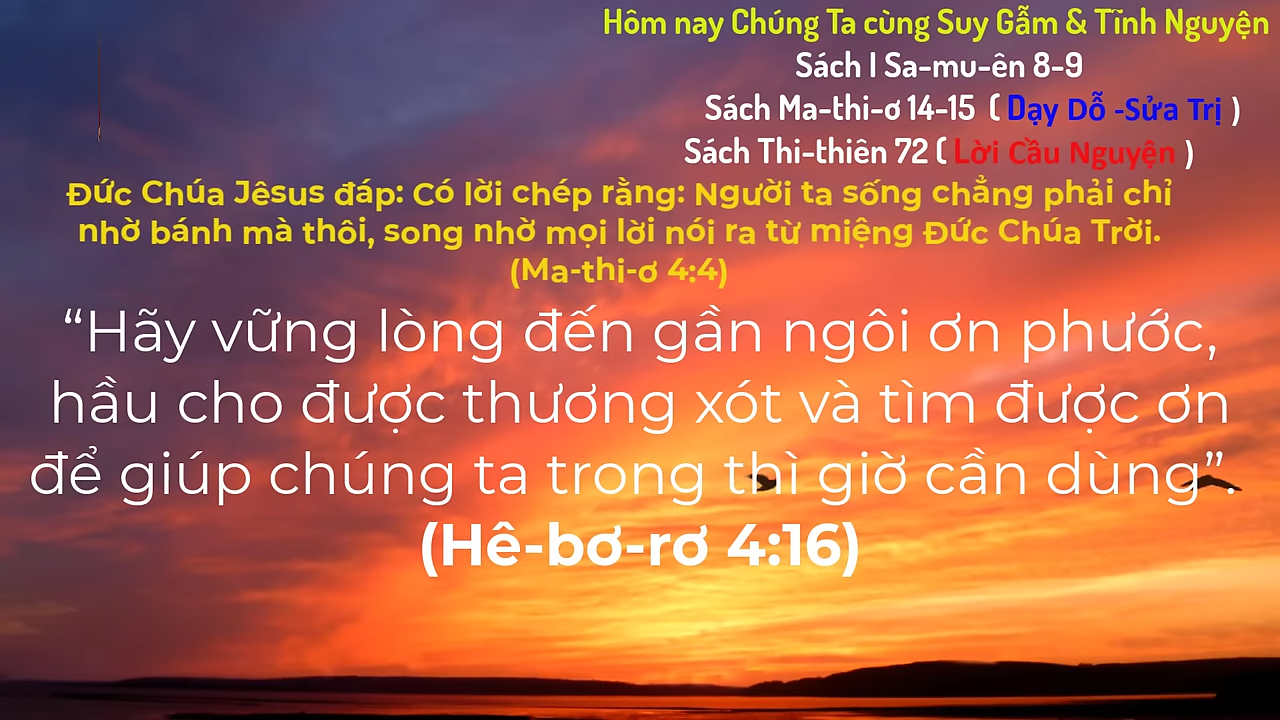 Hôm nay Chúng Ta cùng Suy Gẫm & Tĩnh Nguyện
Sách I Sa-mu-ên 8-9
Sách Ma-thi-ơ 14-15 ( Dạy Dỗ -Sửa Trị )
Sách Thi-thiên 72 ( Lời Cầu Nguyện )
Đức Chúa Jêsus đáp: Có lời chép rằng: Người ta sống chẳng phải chỉ
nhờ bánh mà thôi, song nhờ mọi lời nói ra từ miệng Đức Chúa Trời.
(Ma-thi-ơ 4:4)
“Hãy vững lòng đến gần ngôi ơn phước,
hầu cho được thương xót và tìm được ơn
để giúp chúng ta trong thì giờ cần dùng”.
(Hê-bơ-rơ 4:16)